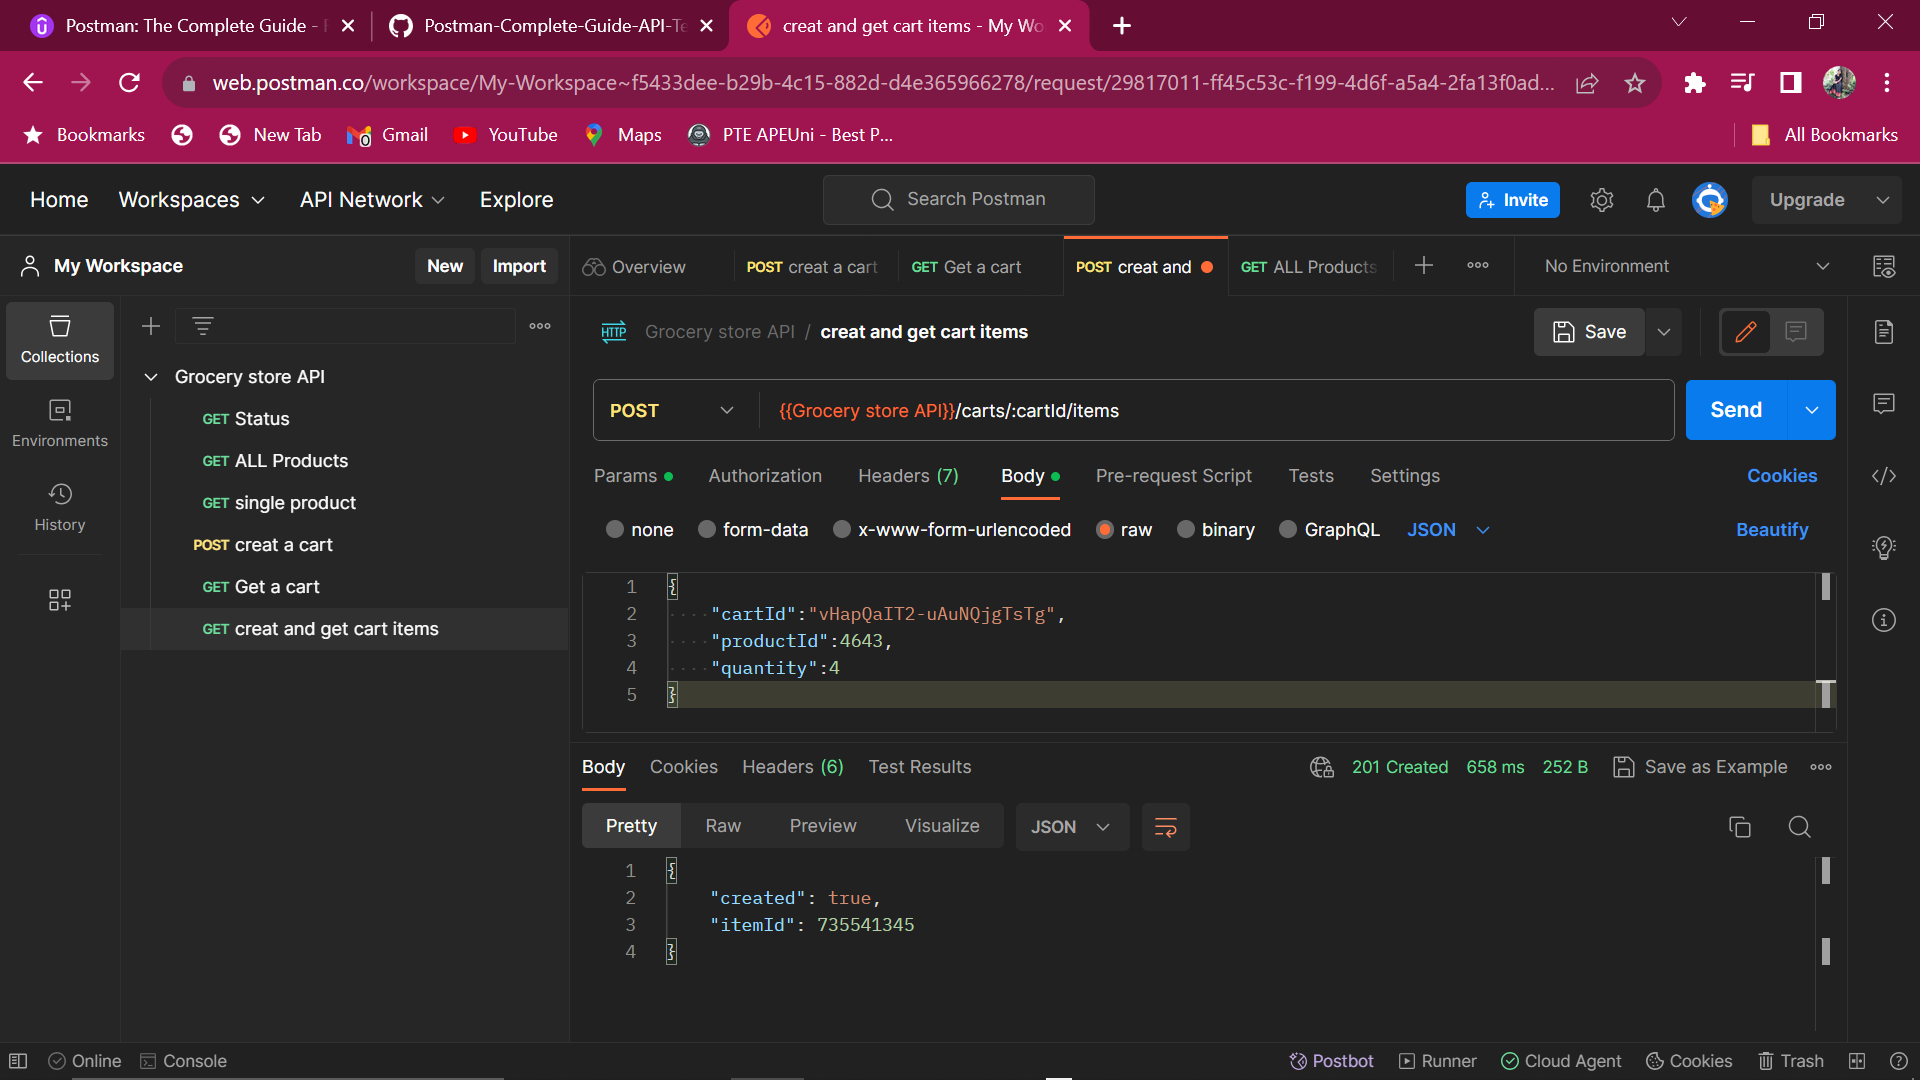 Postman: The Complete Guide -
Postman-Complete-Guide-API-Te
creat and get cart items - My Wo
web.postman.co/workspace/My-Workspace~f5433dee-b29b-4c15-882d-d4e365966278/request/29817011-ff45c53c-f199-4d6f-a5a4-2fa13f0ad...
Bookmarks
New Tab
Gmail
YouTube
Maps
PTE APEUni - Best P...
All Bookmarks
Home
Workspaces
API Network
Explore
Search Postman
Invite
Upgrade
My Workspace
New
Import
Overview
POST creat a cart
GET Get a cart
POST creat and
GET ALL Products
No Environment
Collections
Environments
History
Grocery store API
GET Status
GET ALL Products
GET single product
POST creat a cart
GET Get a cart
GET creat and get cart items
HTTP Grocery store API / creat and get cart items
Save
POST
{{Grocery store API}}/carts/:cartId/items
Send
Params
Authorization
Headers (7)
Body
Pre-request Script
Tests
Settings
Cookies
none
form-data
x-www-form-urlencoded
raw
binary
GraphQL
JSON
Beautify
1 {
2 "cartId":"vHapQaIT2-uAuNQjgTsTg",
3 "productId":4643,
4 "quantity":4
5 }
Body
Cookies
Headers (6)
Test Results
201 Created
658 ms
252 B
Save as Example
Pretty
Raw
Preview
Visualize
JSON
1 {
2 "created": true,
3 "itemId": 735541345
4 }
Online
Console
Postbot
Runner
Cloud Agent
Cookies
Trash